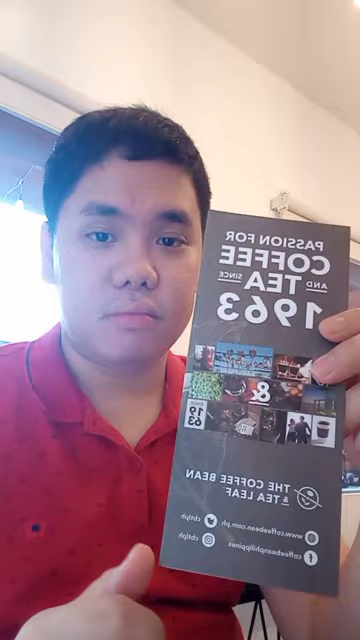 PASSION FOR
COFFEE
AND TEA SINCE
1963
&
SINCE
19
63
THE COFFEE BEAN
& TEA LEAF
www.coffeebean.com.ph
cbtlph
coffeebeanphilippines
cbtlph